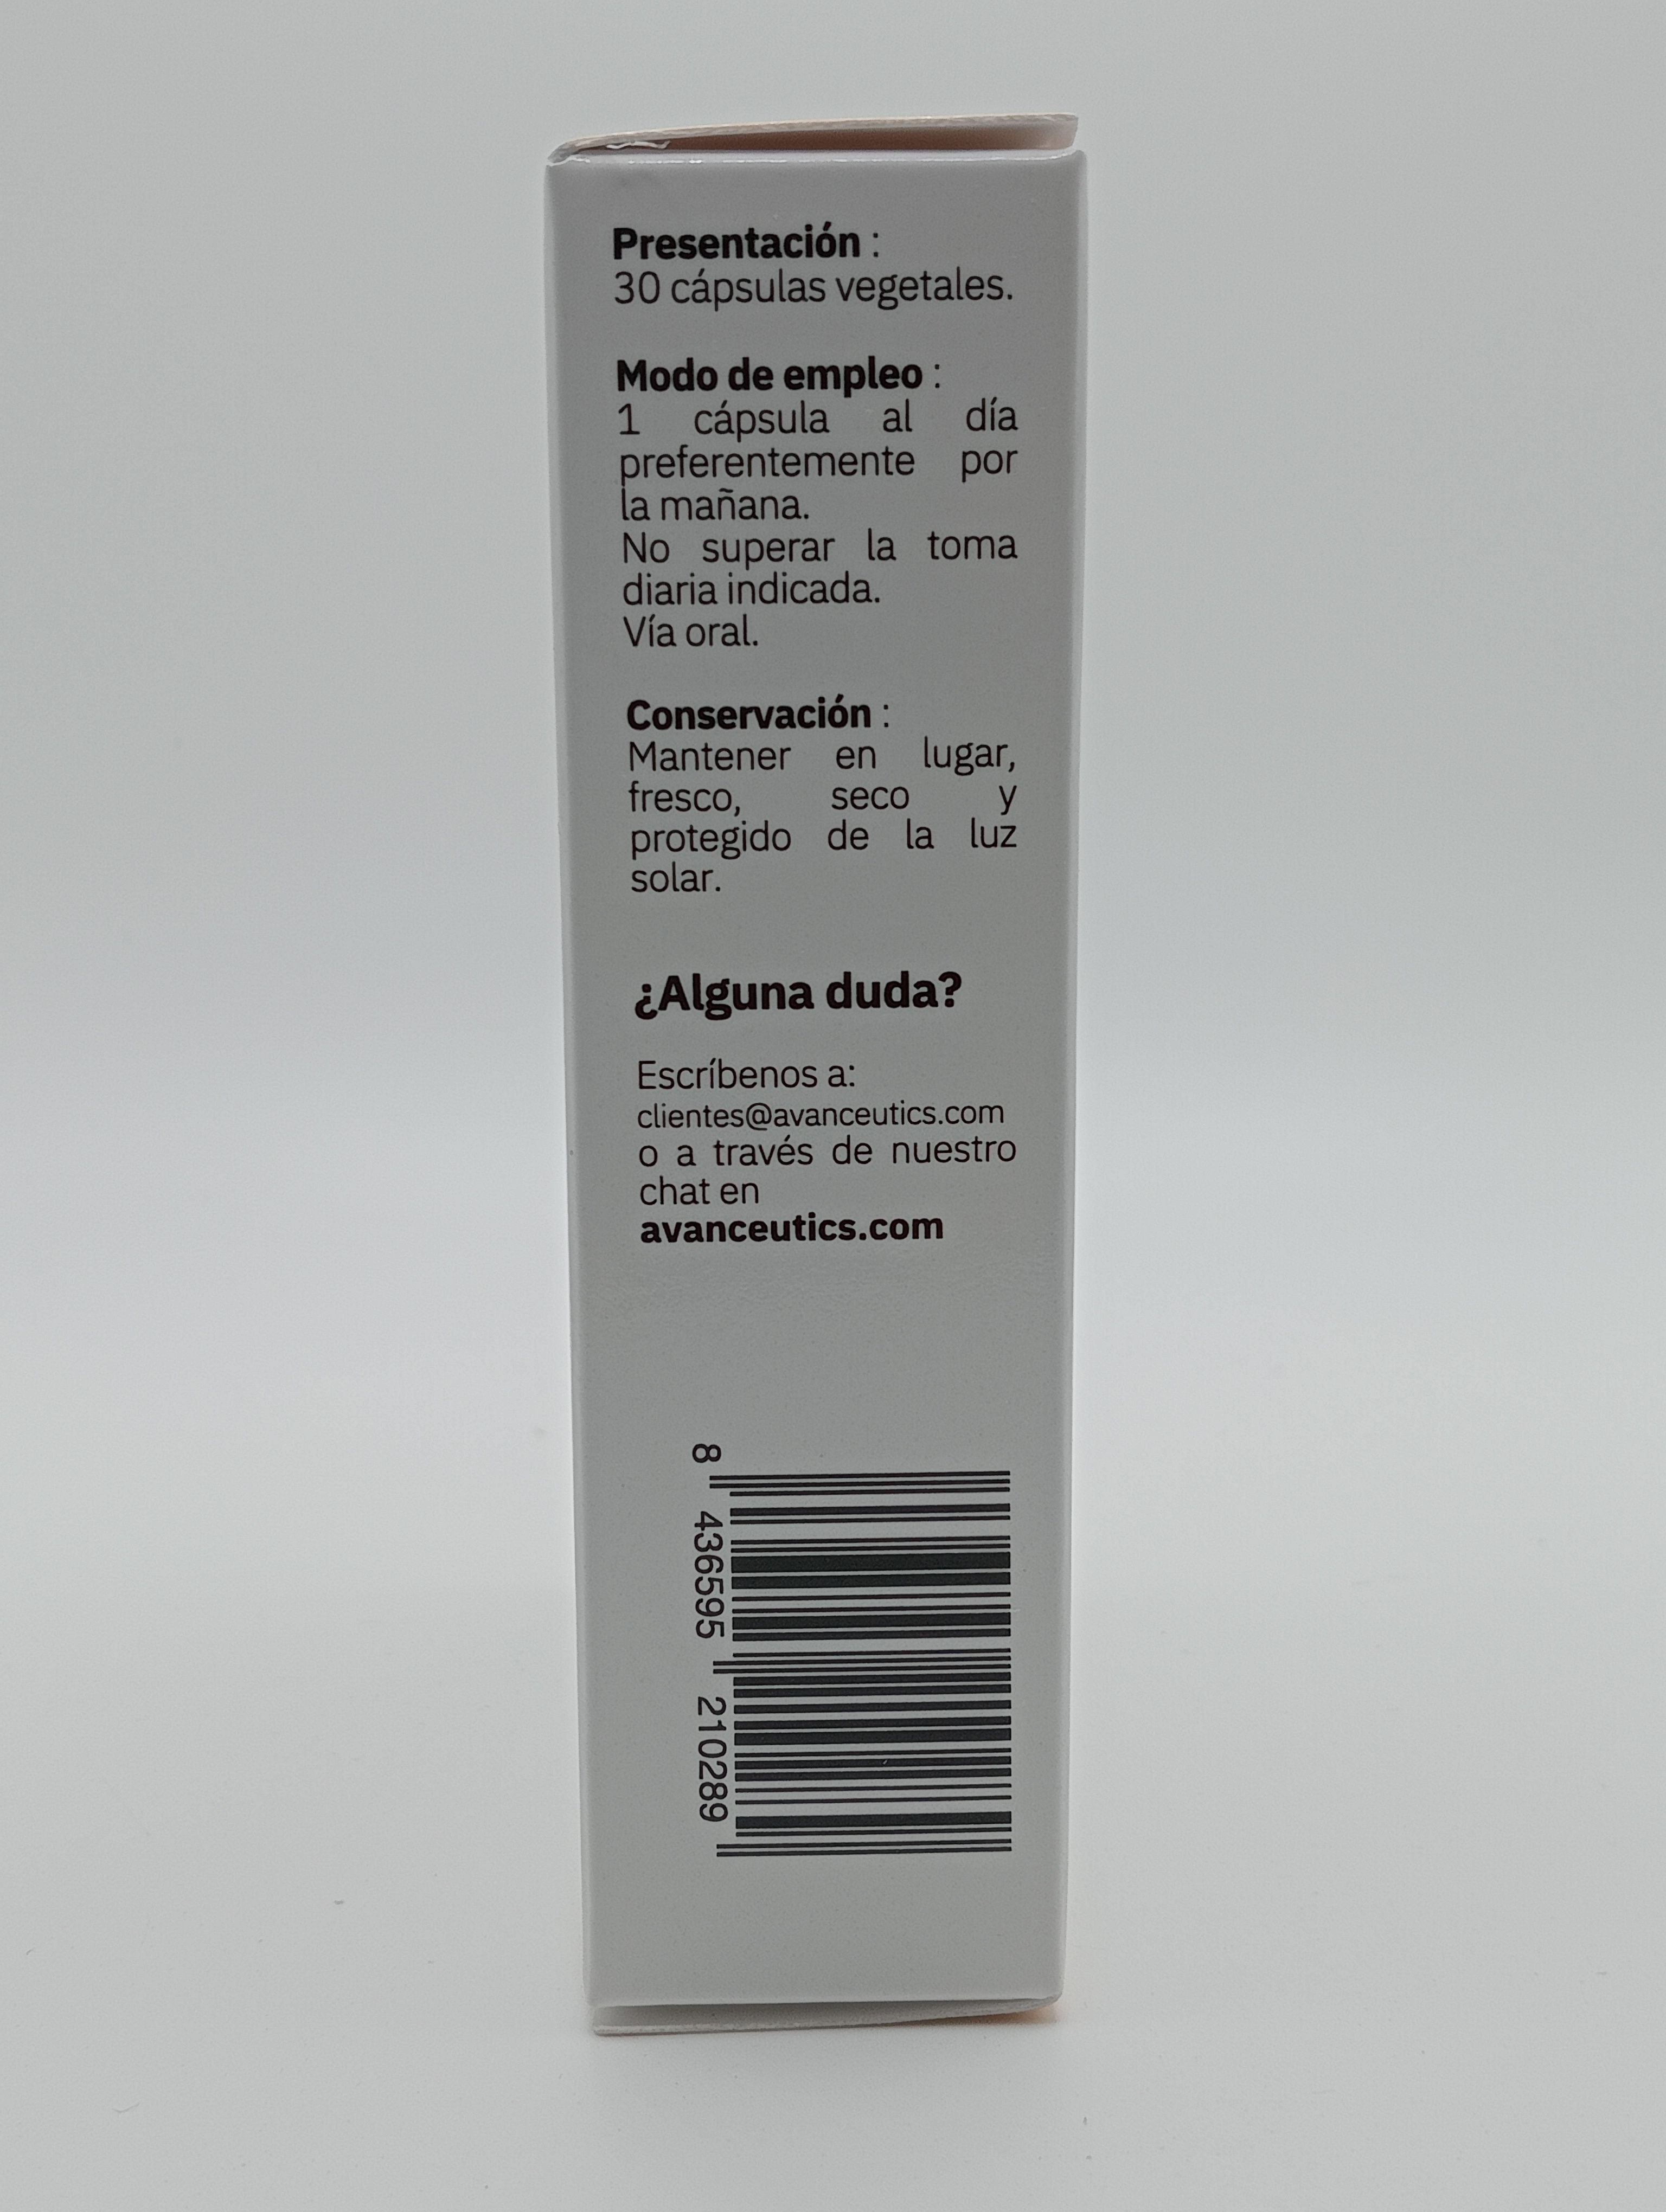 Presentación :
30 cápsulas vegetales.
Modo de empleo :
1 cápsula al día
preferentemente por
la mañana.
No superar la toma
diaria indicada.
Vía oral.
Conservación :
Mantener en lugar,
fresco, seco y
protegido de la luz
solar.
¿Alguna duda?
Escríbenos a:
clientes@avanceutics.com
o a través de nuestro
chat en
avanceutics.com
8 436595 210289